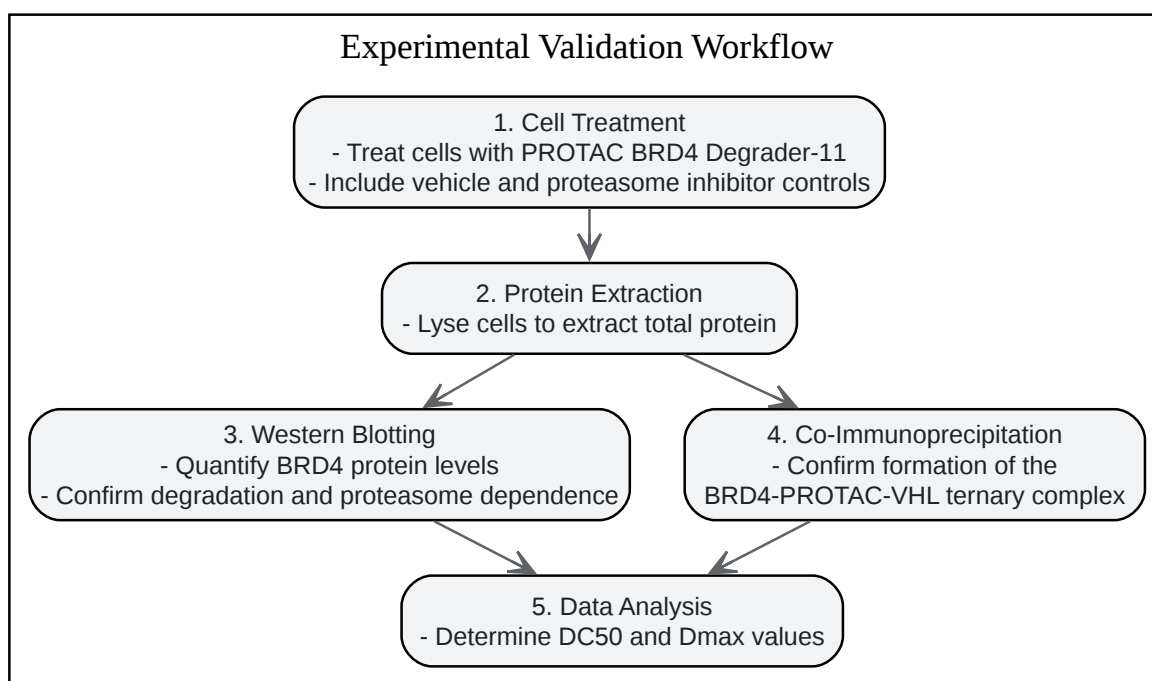 Experimental Validation Workflow
1. Cell Treatment
- Treat cells with PROTAC BRD4 Degrader-11
- Include vehicle and proteasome inhibitor controls
2. Protein Extraction
- Lyse cells to extract total protein
3. Western Blotting
- Quantify BRD4 protein levels
- Confirm degradation and proteasome dependence
4. Co-Immunoprecipitation
- Confirm formation of the
BRD4-PROTAC-VHL ternary complex
5. Data Analysis
- Determine DC50 and Dmax values